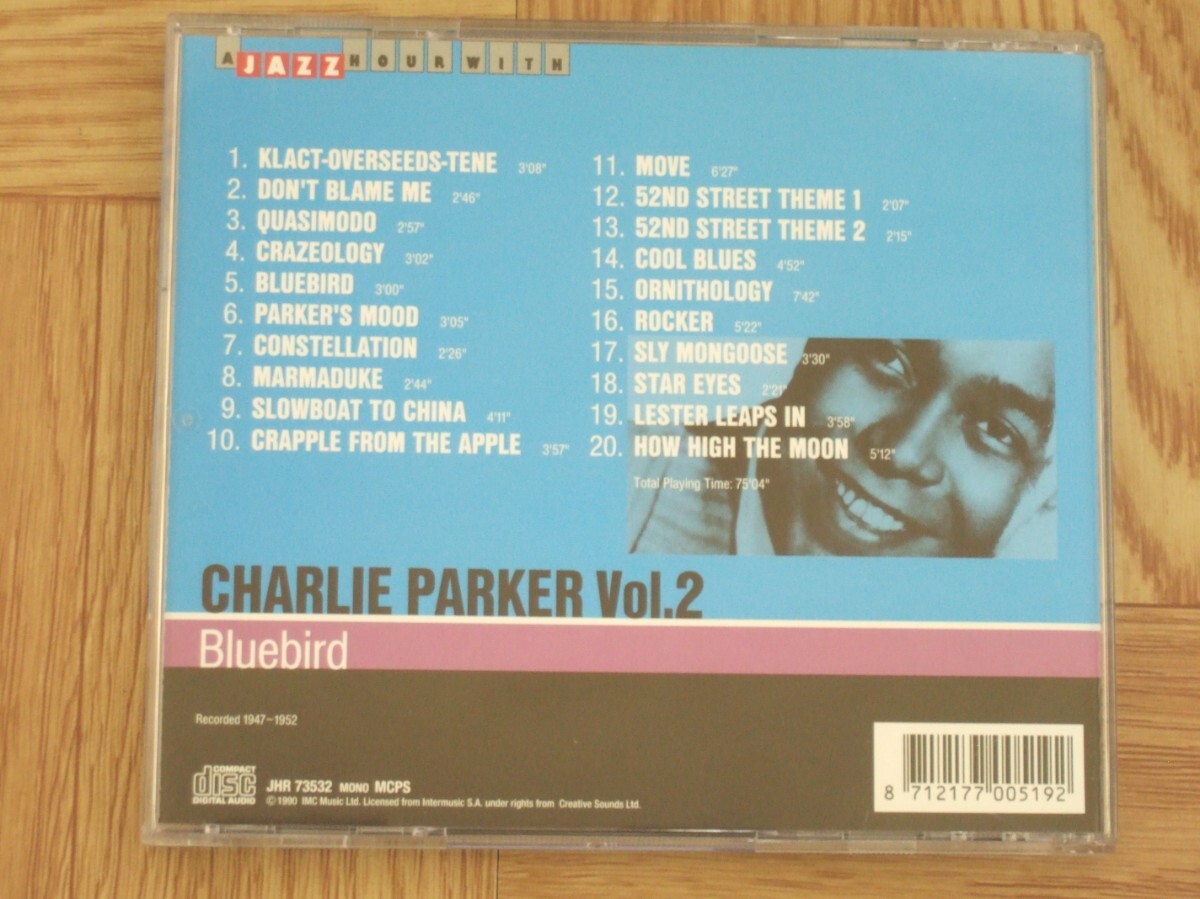 A JAZZ HOUR WITH
1. KLACT-OVERSEEDS-TENE 3'06"
2. DON'T BLAME ME 2'46"
3. QUASIMODO 2'57"
4. CRAZEOLOGY 3'02"
5. BLUEBIRD 3'00"
6. PARKER'S MOOD 3'05"
7. CONSTELLATION 2'26"
8. MARMADUKE 2'44"
9. SLOWBOAT TO CHINA 4'11"
10. CRAPPLE FROM THE APPLE 3'57"
11. MOVE 6'27"
12. 52ND STREET THEME 1 2'07"
13. 52ND STREET THEME 2 2'15"
14. COOL BLUES 4'52"
15. ORNITHOLOGY 7'42"
16. ROCKER 5'22"
17. SLY MONGOOSE 3'30"
18. STAR EYES 2'21"
19. LESTER LEAPS IN 3'58"
20. HOW HIGH THE MOON 5'12"
Total Playing Time: 75'04"
CHARLIE PARKER Vol.2
Bluebird
Recorded 1947~1952
COMPACT
disc
DIGITAL AUDIO
JHR 73532 MONO MCPS
©1990 IMC Music Ltd. Licensed from Intermusic S.A. under rights from Creative Sounds Ltd.
8 712177 005192